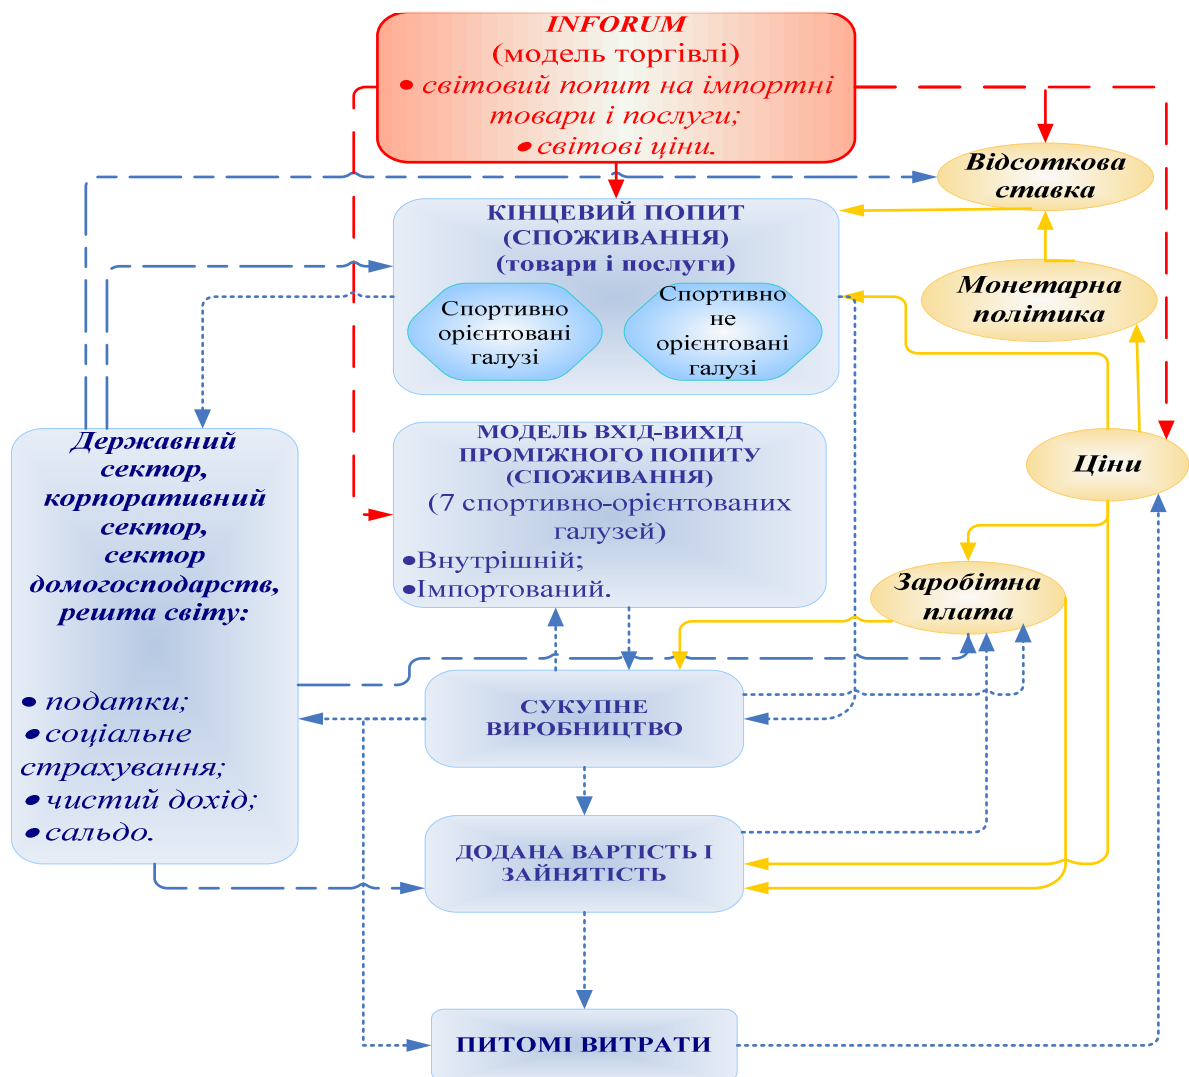 INFORUM
(модель торгівлі)
• світовий попит на імпортні
товари і послуги;
• світові ціни.
Відсоткова
ставка
КІНЦЕВИЙ ПОПИТ
(СПОЖИВАННЯ)
(товари і послуги)
Спортивно
орієнтовані
галузі
Спортивно
не
орієнтовані
галузі
Монетарна
політика
Державний
сектор,
корпоративний
сектор,
сектор
домогосподарств,
решта світу:
• податки;
• соціальне
страхування;
• чистий дохід;
• сальдо.
МОДЕЛЬ ВХІД-ВИХІД
ПРОМІЖНОГО ПОПИТУ
(СПОЖИВАННЯ)
(7 спортивно-орієнтованих
галузей)
•Внутрішній;
•Імпортований.
Ціни
Заробітна
плата
СУКУПНЕ
ВИРОБНИЦТВО
ДОДАНА ВАРТІСТЬ І
ЗАЙНЯТІСТЬ
ПИТОМІ ВИТРАТИ